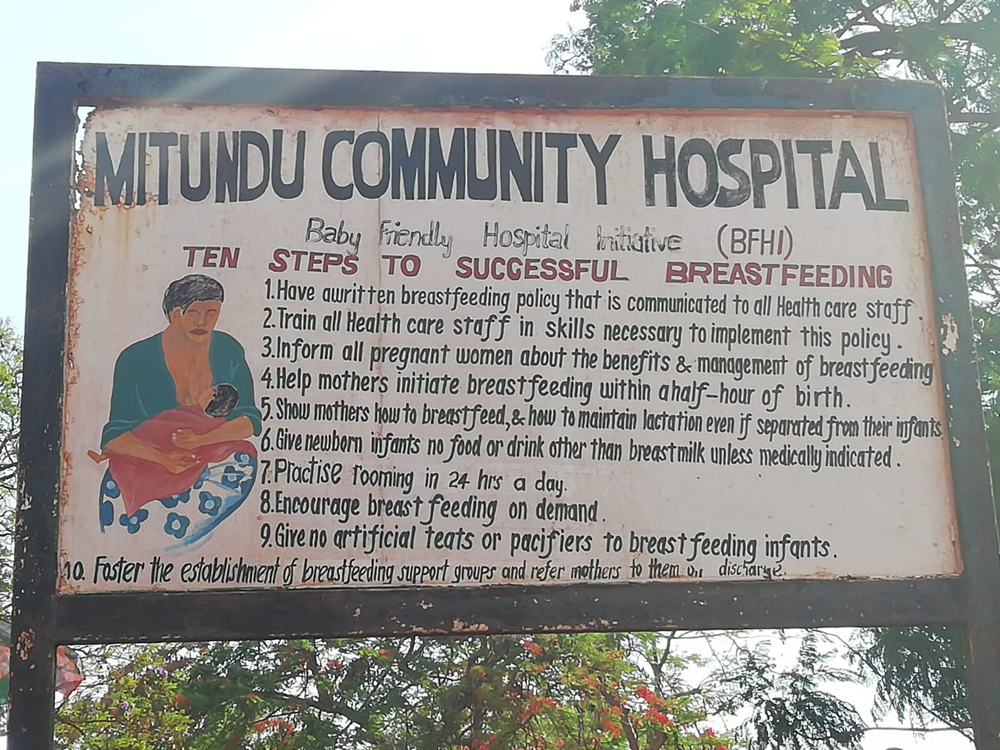 MITUNDU COMMUNITY HOSPITAL
Baby Friendly Hospital Initiative (BFHI)
TEN STEPS TO SUCCESSFUL BREASTFEEDING
1.Have awritten breastfeeding policy that is communicated to all Health care staff.
2.Train all Health care staff in skills necessary to implement this policy.
3.Inform all pregnant women about the benefits & management of breastfeeding
4.Help mothers initiate breastfeeding within ahalf-hour of birth.
5.Show mothers how to breastfeed,& how to maintain lactation even if separated from their infants
6.Give newborn infants no food or drink other than breastmilk unless medically indicated.
7.Practise rooming in 24 hrs a day.
8.Encourage breast feeding on demand.
9.Give no artificial teats or pacifiers to breastfeeding infants.
10. Foster the establishment of breastfeeding support groups and refer mothers to them on discharge.